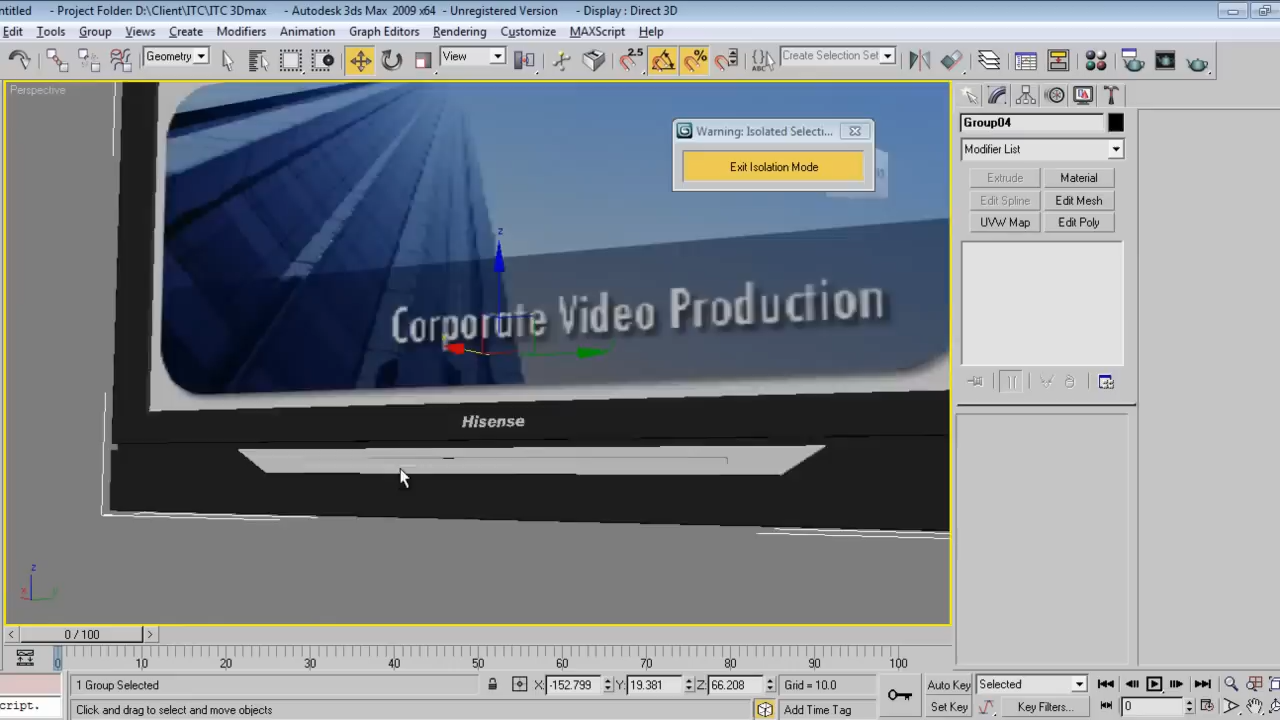 ntitled - Project Folder: D:\Client\ITC\ITC 3Dmax - Autodesk 3ds Max 2009 x64 - Unregistered Version - Display : Direct 3D
Edit Tools Group Views Create Modifiers Animation Graph Editors Rendering Customize MAXScript Help
Geometry View 2.5 % ABC Create Selection Set
Perspective
Warning: Isolated Selecti...
Exit Isolation Mode
Group04
Modifier List
Extrude Material
Edit Spline Edit Mesh
UVW Map Edit Poly
z
Corporate Video Production
Hisense
z
x y
0 / 100
0 10 20 30 40 50 60 70 80 90 100
1 Group Selected X: -152.799 Y: 19.381 Z: 66.208 Grid = 10.0 Auto Key Selected
cript. Click and drag to select and move objects Add Time Tag Set Key Key Filters... 0